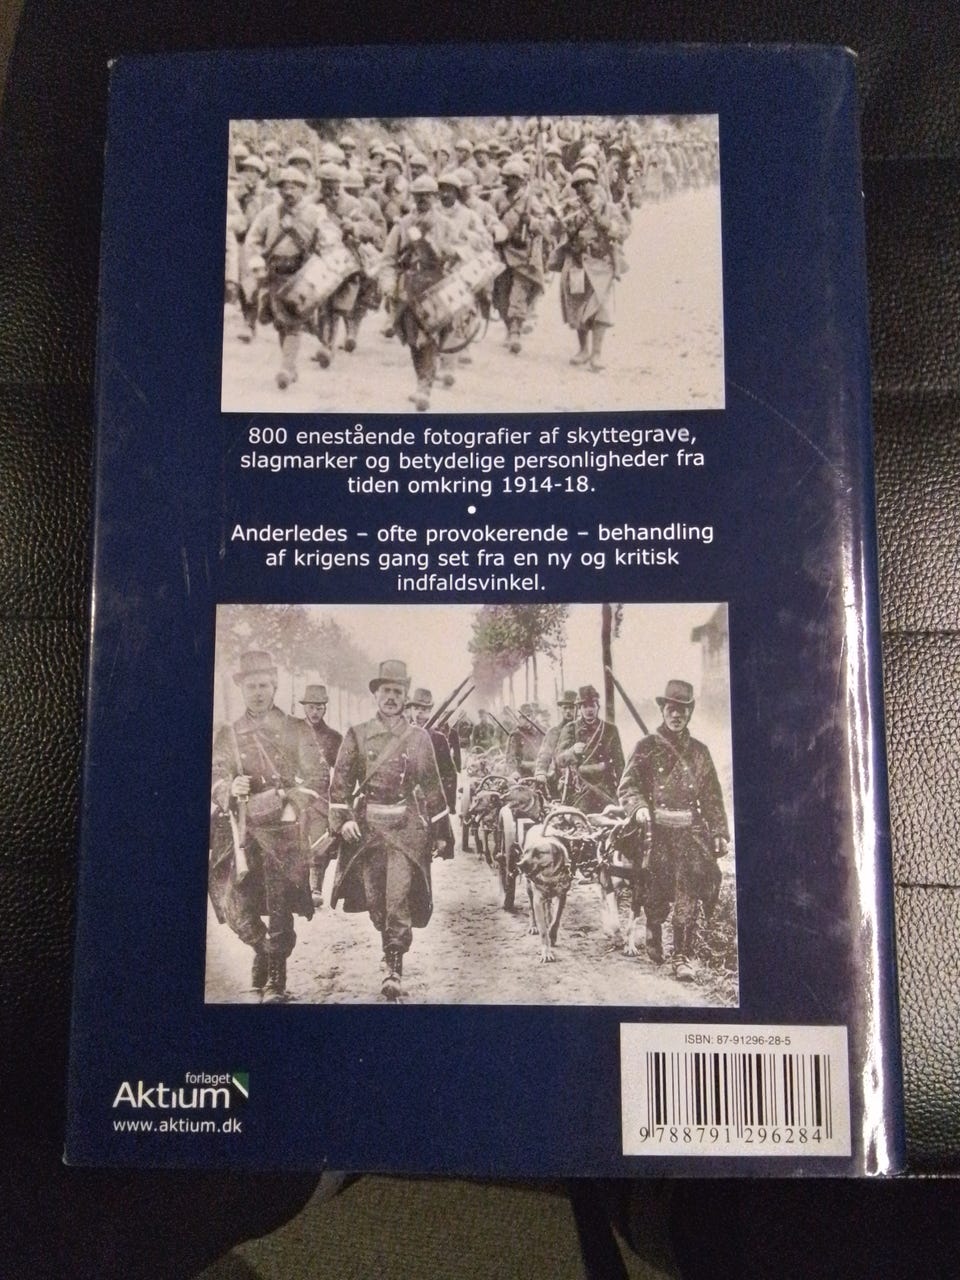 800 enestående fotografier af skyttegrave,
slagmarker og betydelige personligheder fra
tiden omkring 1914-18.
•
Anderledes – ofte provokerende – behandling
af krigens gang set fra en ny og kritisk
indfaldsvinkel.
forlaget
Aktium
www.aktium.dk
ISBN: 87-91296-28-5
9 788791 296284